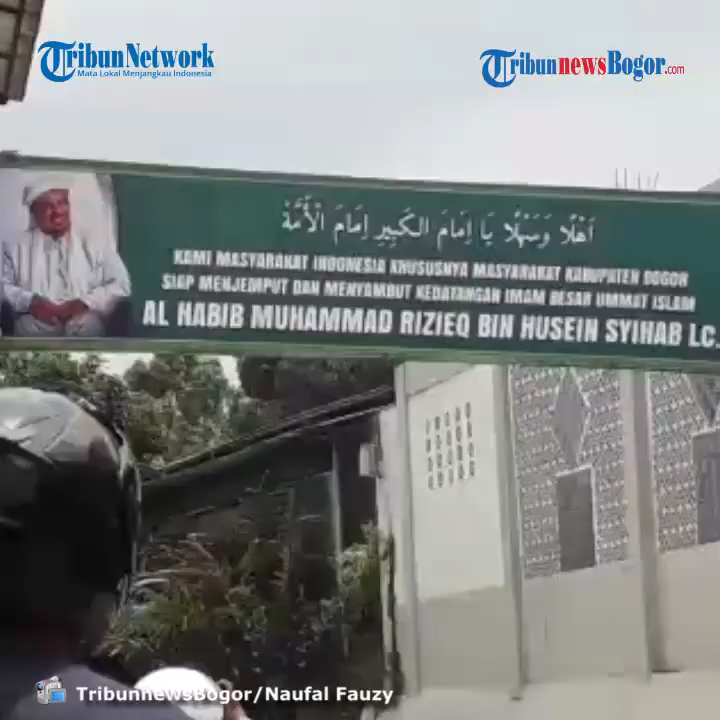 Tribun Network
Mata Lokal Menjangkau Indonesia
TribunnewsBogor.com
أَهْلًا وَسَهْلًا يَا إِمَامَ الْكَبِيرِ إِمَامَ الْأُمَّةْ
KAMI MASYARAKAT INDONESIA KHUSUSNYA MASYARAKAT KABUPATEN BOGOR
SIAP MENJEMPUT DAN MENYAMBUT KEDATANGAN IMAM BESAR UMMAT ISLAM
AL HABIB MUHAMMAD RIZIEQ BIN HUSEIN SYIHAB LC.
TribunnewsBogor/Naufal Fauzy